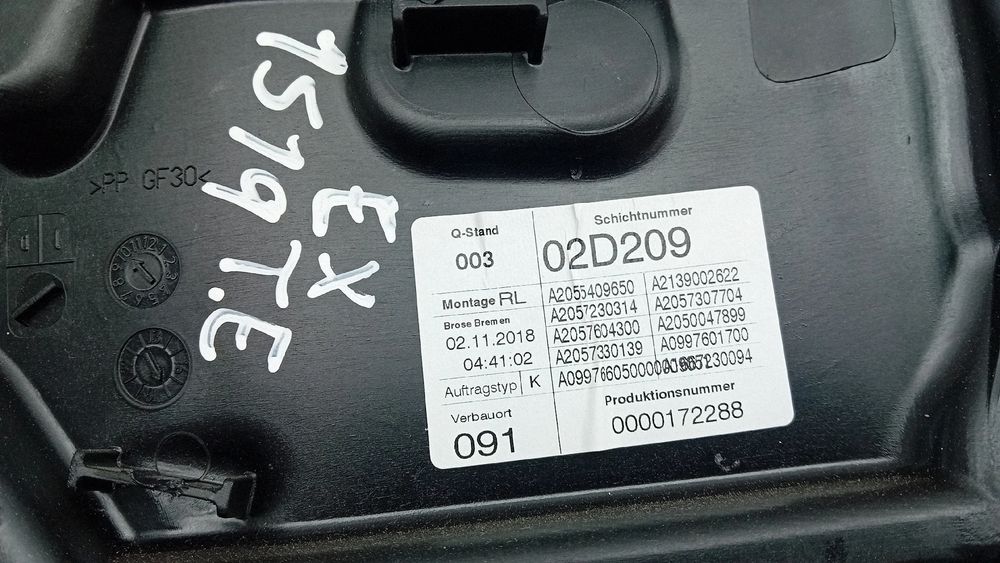 1519T.E
EX
>PP GF30<
Q-Stand
003
Schichtnummer
02D209
Montage RL
Brose Bremen
02.11.2018
04:41:02
Auftragstyp K
Verbauort
091
A2055409650 A2139002622
A2057230314 A2057307704
A2057604300 A2050047899
A2057330139 A0997601700
Produktionsnummer
0000172288